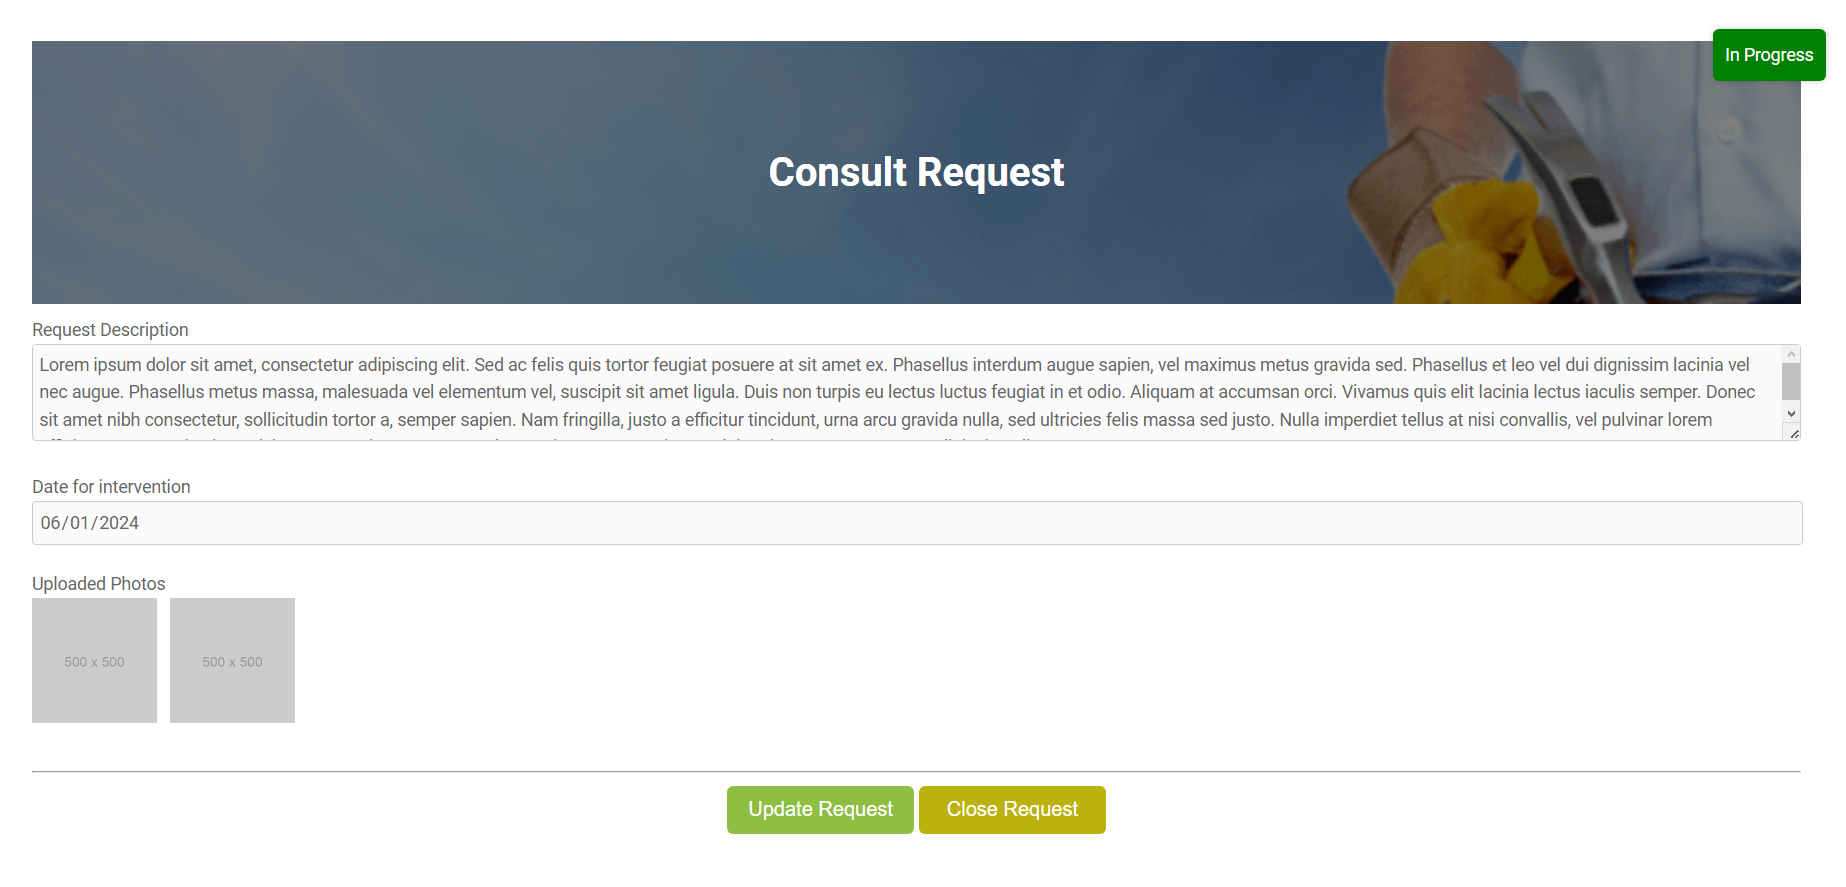 In Progress
Consult Request
Request Description
Lorem ipsum dolor sit amet, consectetur adipiscing elit. Sed ac felis quis tortor feugiat posuere at sit amet ex. Phasellus interdum augue sapien, vel maximus metus gravida sed. Phasellus et leo vel dui dignissim lacinia vel
nec augue. Phasellus metus massa, malesuada vel elementum vel, suscipit sit amet ligula. Duis non turpis eu lectus luctus feugiat in et odio. Aliquam at accumsan orci. Vivamus quis elit lacinia lectus iaculis semper. Donec
sit amet nibh consectetur, sollicitudin tortor a, semper sapien. Nam fringilla, justo a efficitur tincidunt, urna arcu gravida nulla, sed ultricies felis massa sed justo. Nulla imperdiet tellus at nisi convallis, vel pulvinar lorem
Date for intervention
06/01/2024
Uploaded Photos
500 x 500
500 x 500
Update Request
Close Request